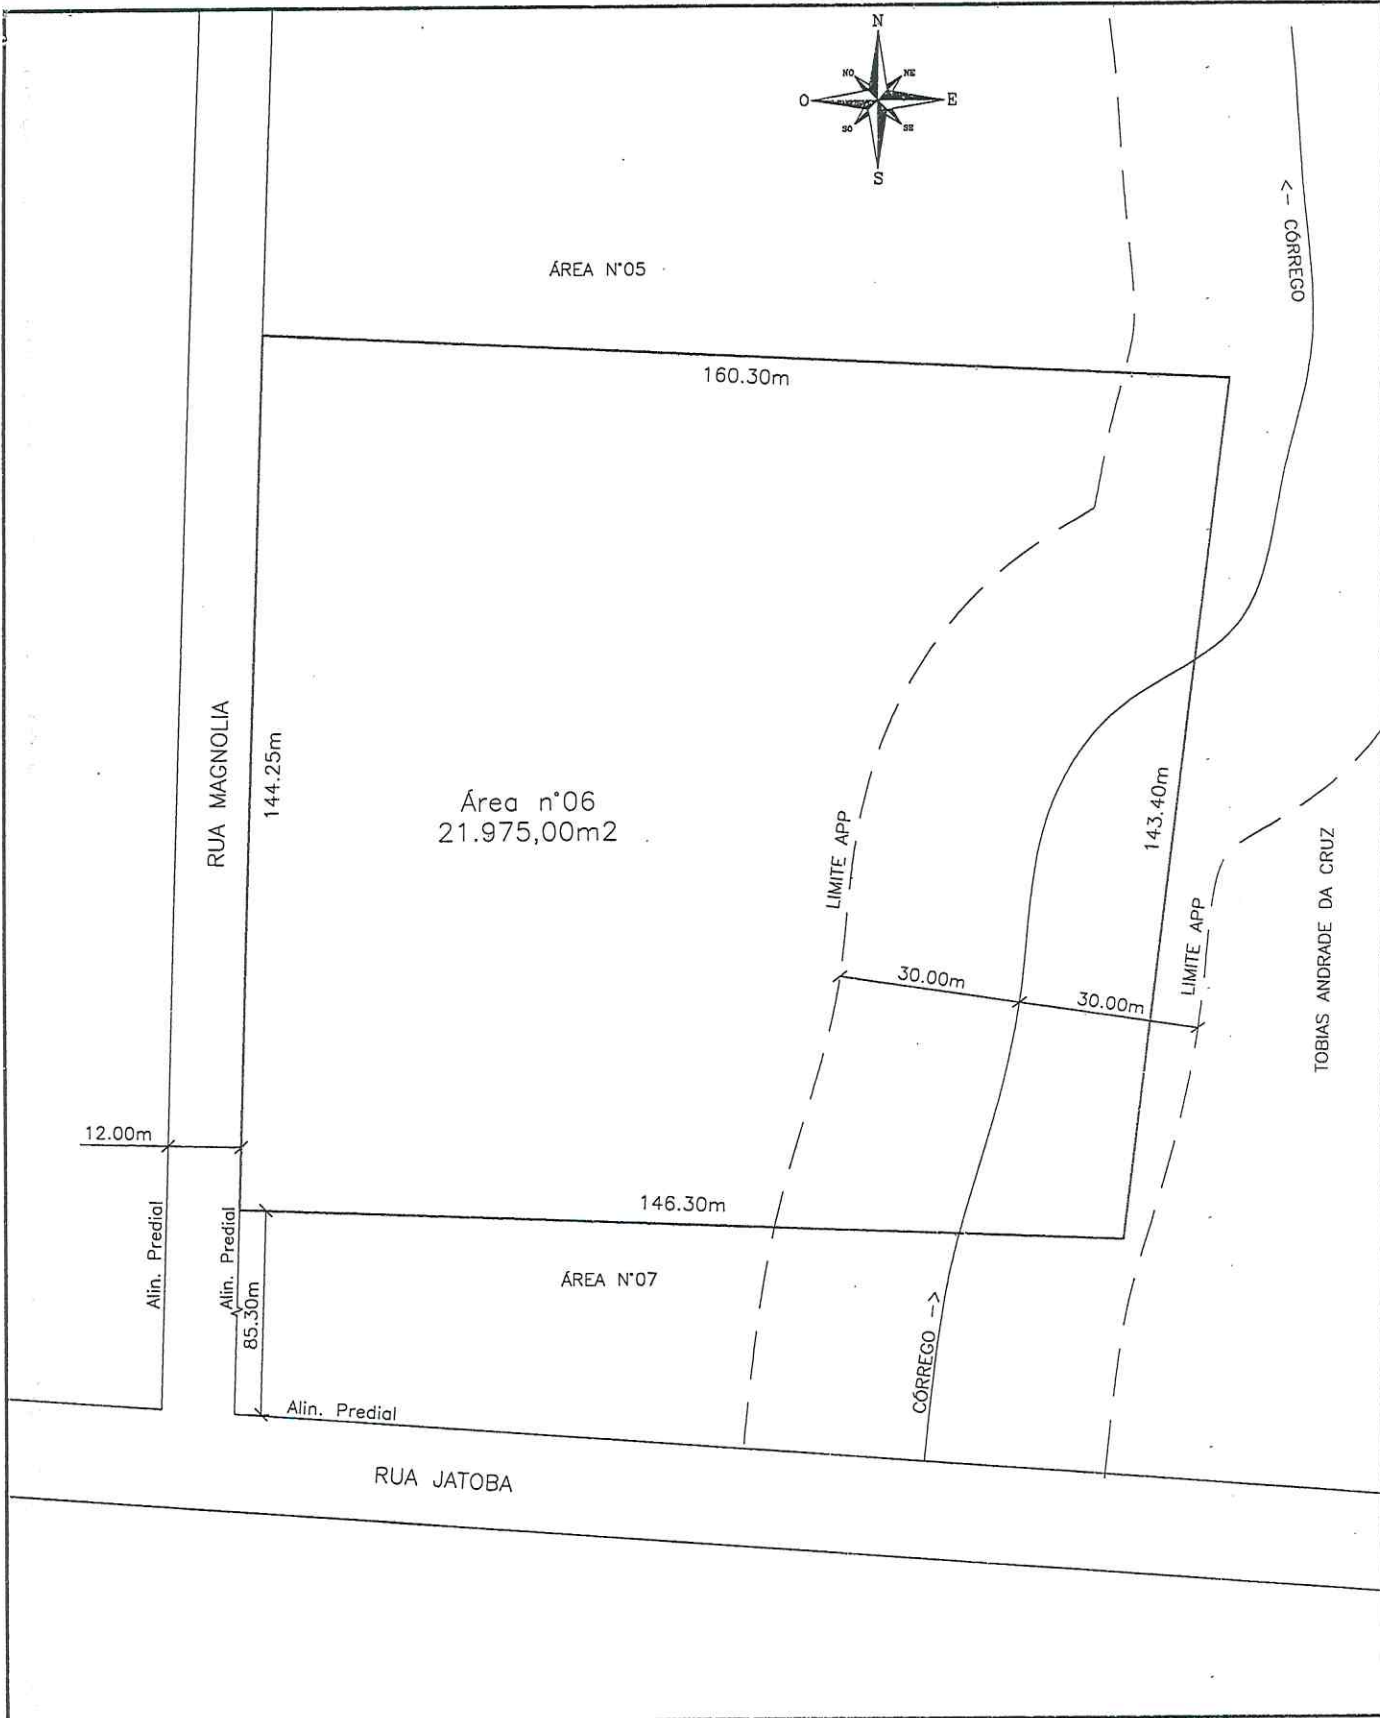 N
NO
NE
O
E
SO
SE
S
<- CÓRREGO
ÁREA N°05
160.30m
RUA MAGNOLIA
144.25m
Área n°06
21.975,00m2
LIMITE APP
143.40m
TOBIAS ANDRADE DA CRUZ
LIMITE APP
30.00m
30.00m
12.00m
146.30m
Alin. Predial
Alin. Predial
85.30m
ÁREA N°07
CÓRREGO ->
Alin. Predial
RUA JATOBA